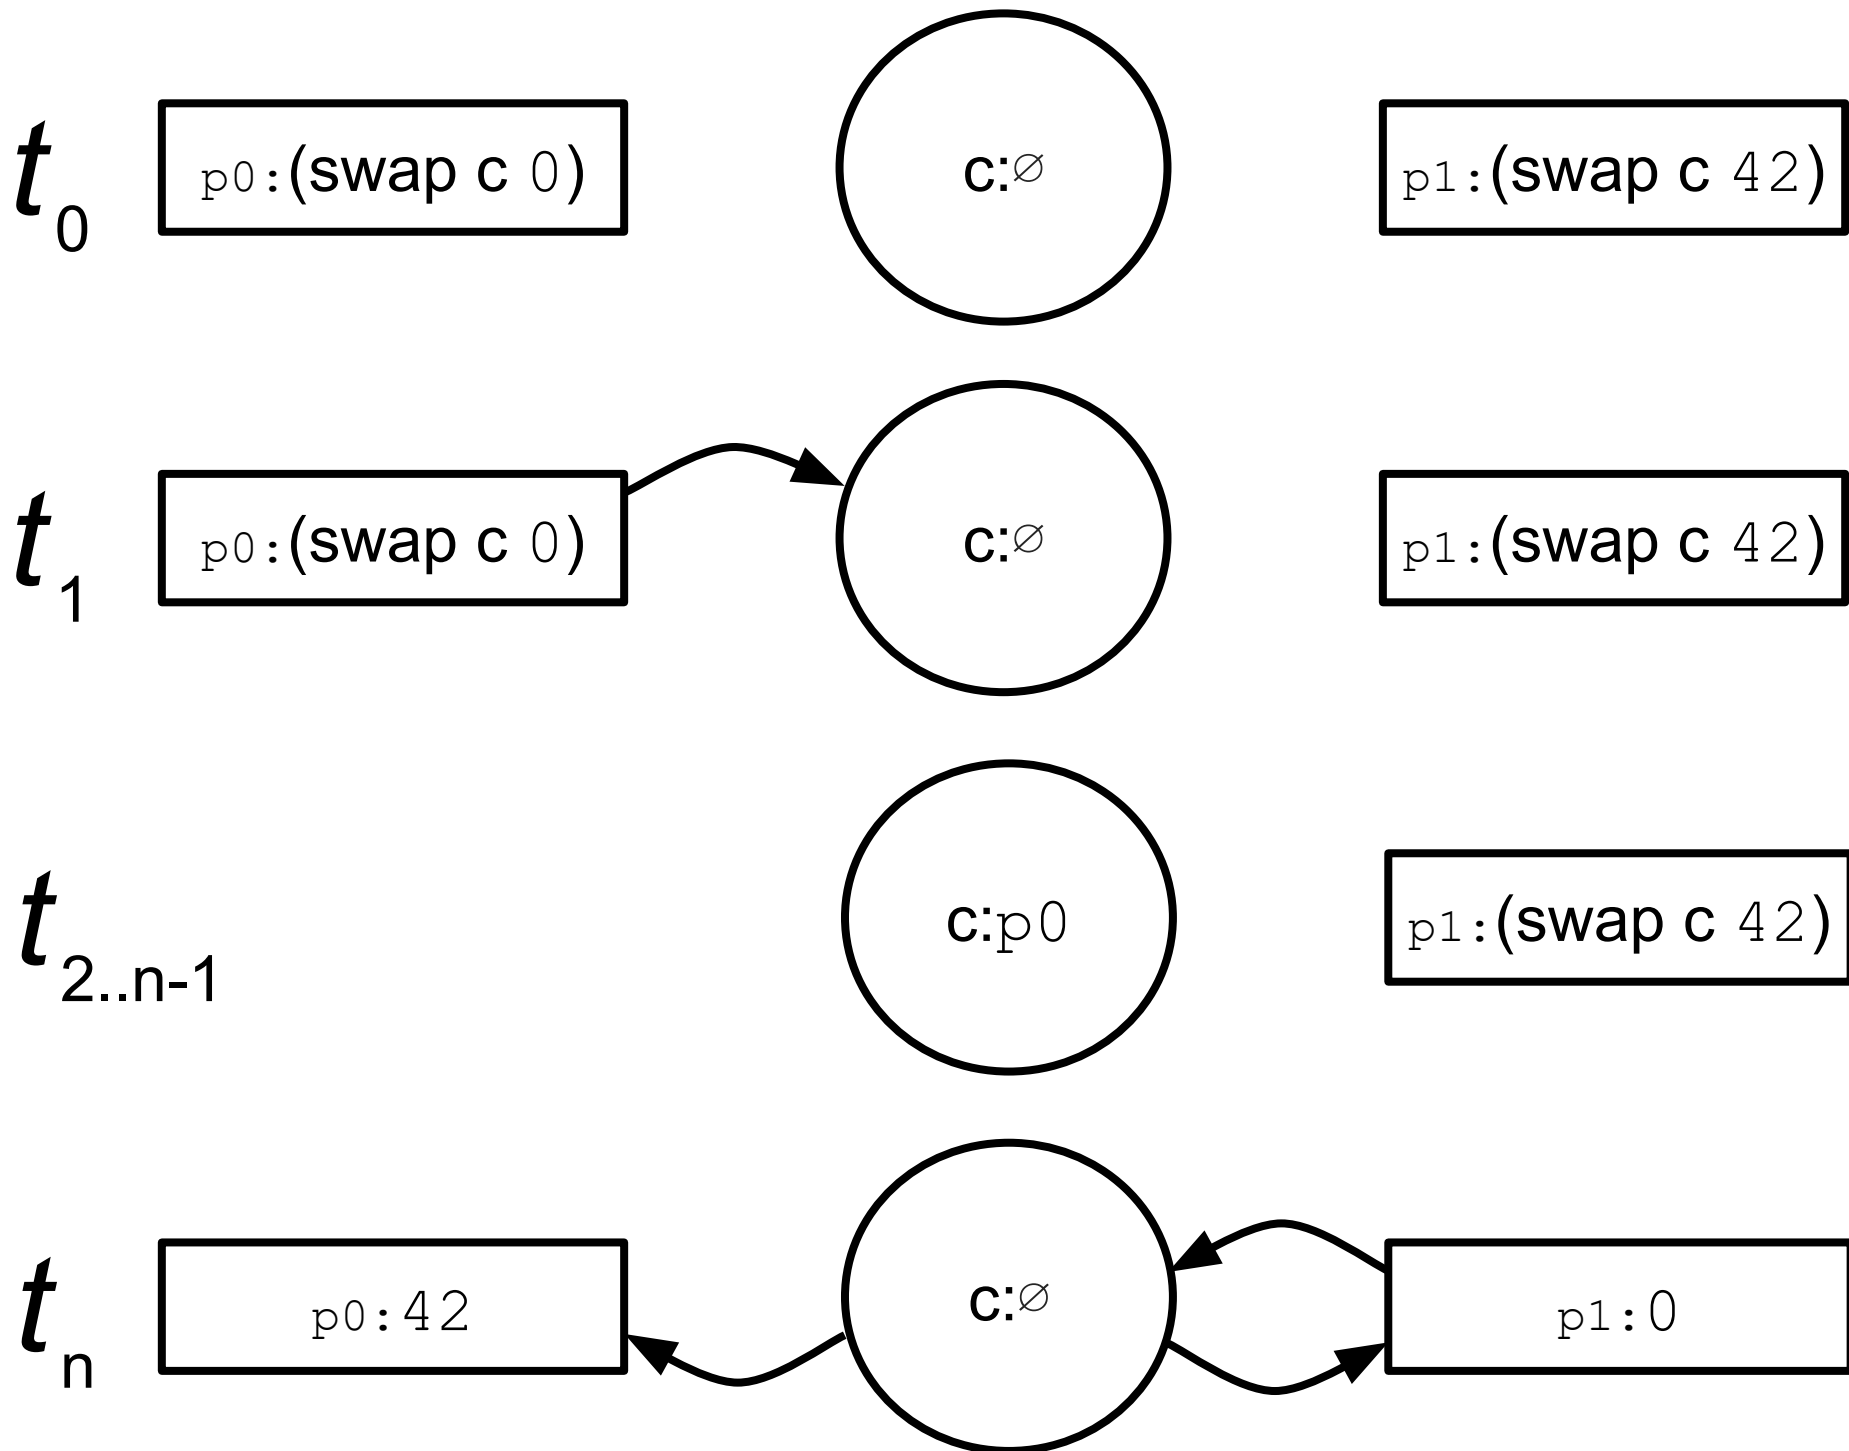 t0 p0:(swap c 0) c:∅ p1:(swap c 42)
t1 p0:(swap c 0) c:∅ p1:(swap c 42)
t2..n-1 c:p0 p1:(swap c 42)
tn p0:42 c:∅ p1:0